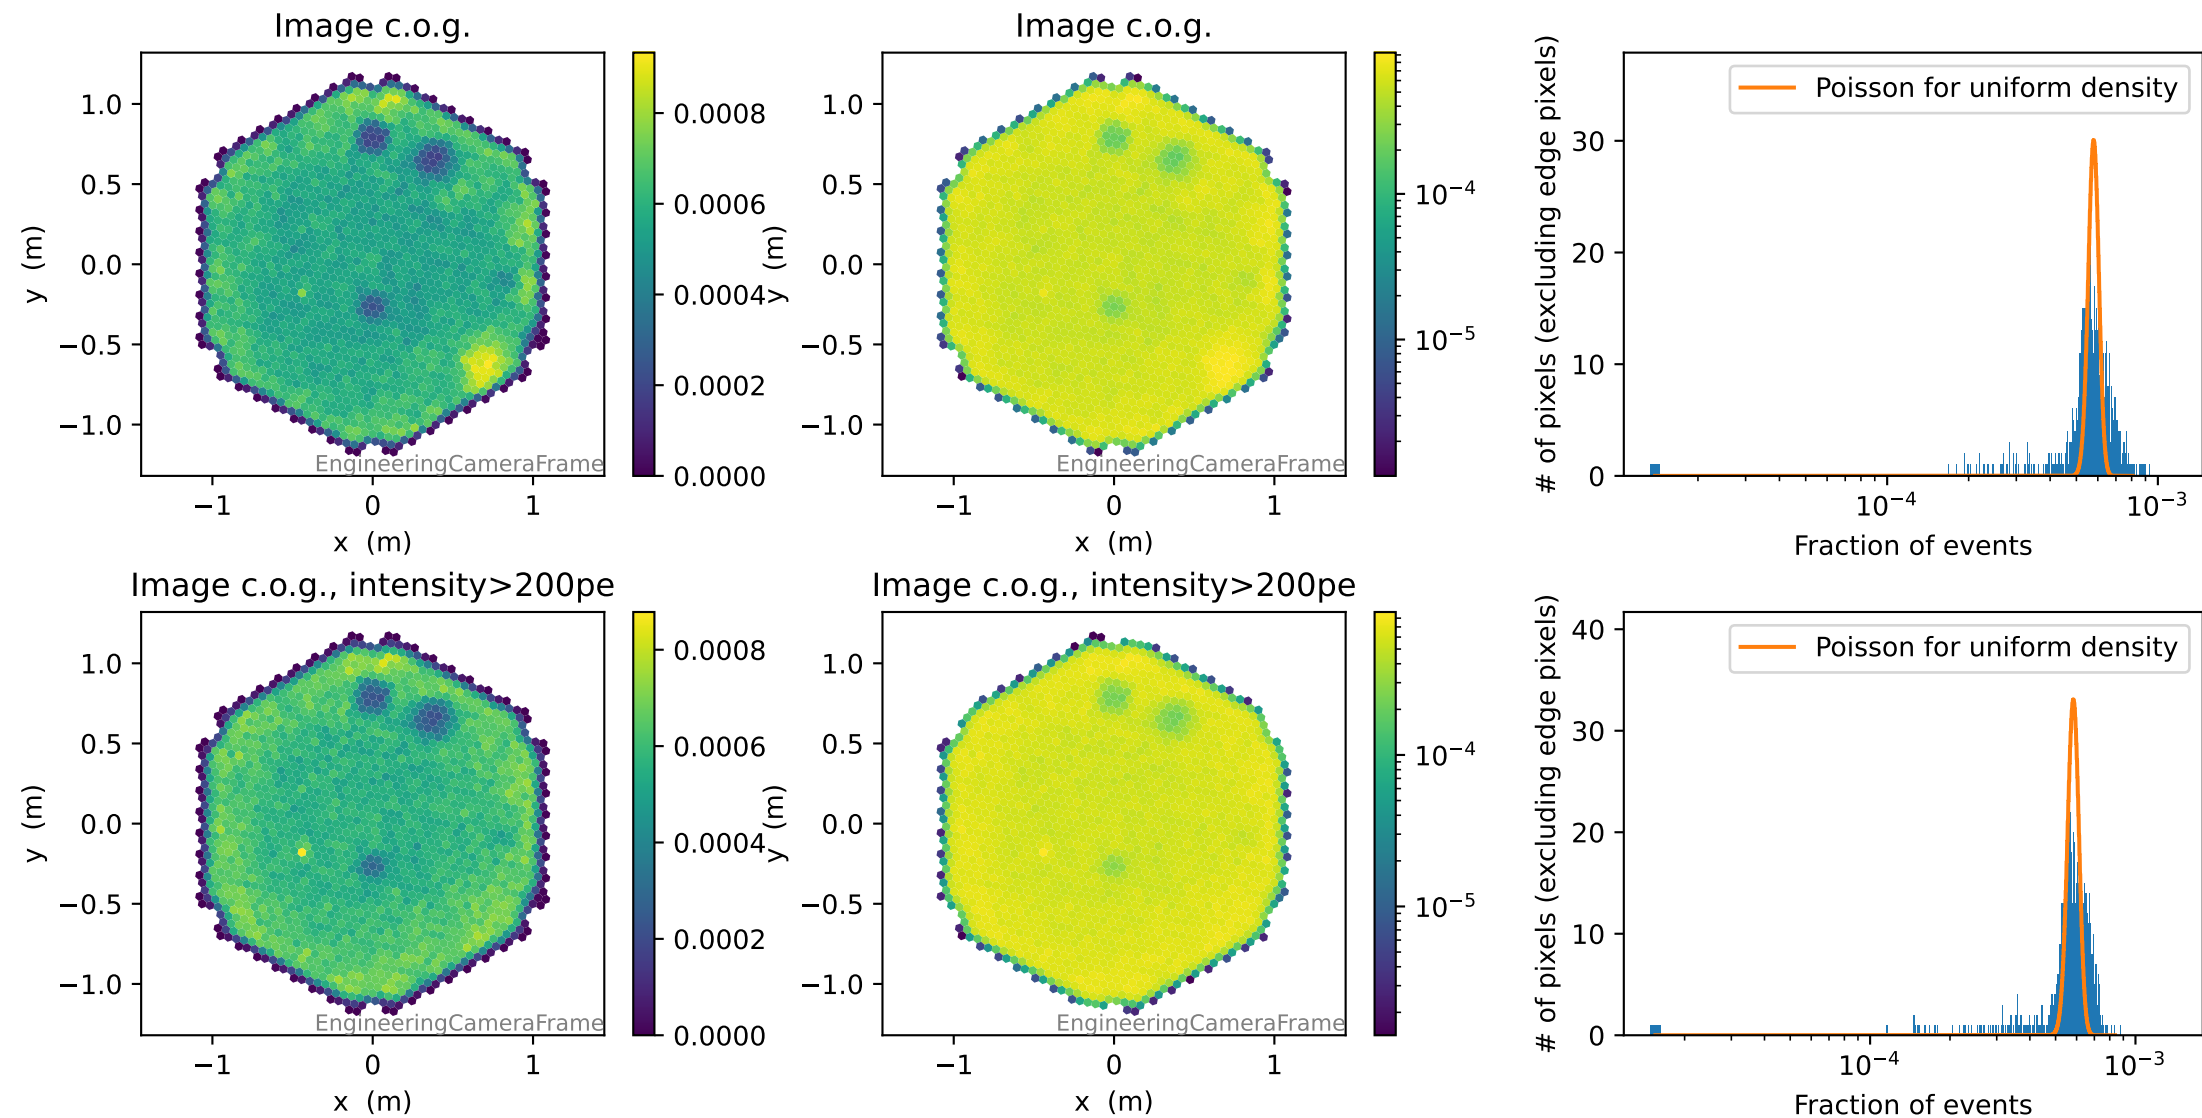 Image c.o.g.
1.0
0.5
0.0
−0.5
−1.0
y (m)
−1
0
1
x (m)
EngineeringCameraFrame
0.0008
0.0006
0.0004
0.0002
0.0000
Image c.o.g.
1.0
0.5
0.0
−0.5
−1.0
y (m)
−1
0
1
x (m)
EngineeringCameraFrame
10⁻⁴
10⁻⁵
# of pixels (excluding edge pixels)
30
20
10
0
Poisson for uniform density
10⁻⁴
10⁻³
Fraction of events
Image c.o.g., intensity>200pe
1.0
0.5
0.0
−0.5
−1.0
y (m)
−1
0
1
x (m)
EngineeringCameraFrame
0.0008
0.0006
0.0004
0.0002
0.0000
Image c.o.g., intensity>200pe
1.0
0.5
0.0
−0.5
−1.0
y (m)
−1
0
1
x (m)
EngineeringCameraFrame
10⁻⁴
10⁻⁵
# of pixels (excluding edge pixels)
40
30
20
10
0
Poisson for uniform density
10⁻⁴
10⁻³
Fraction of events